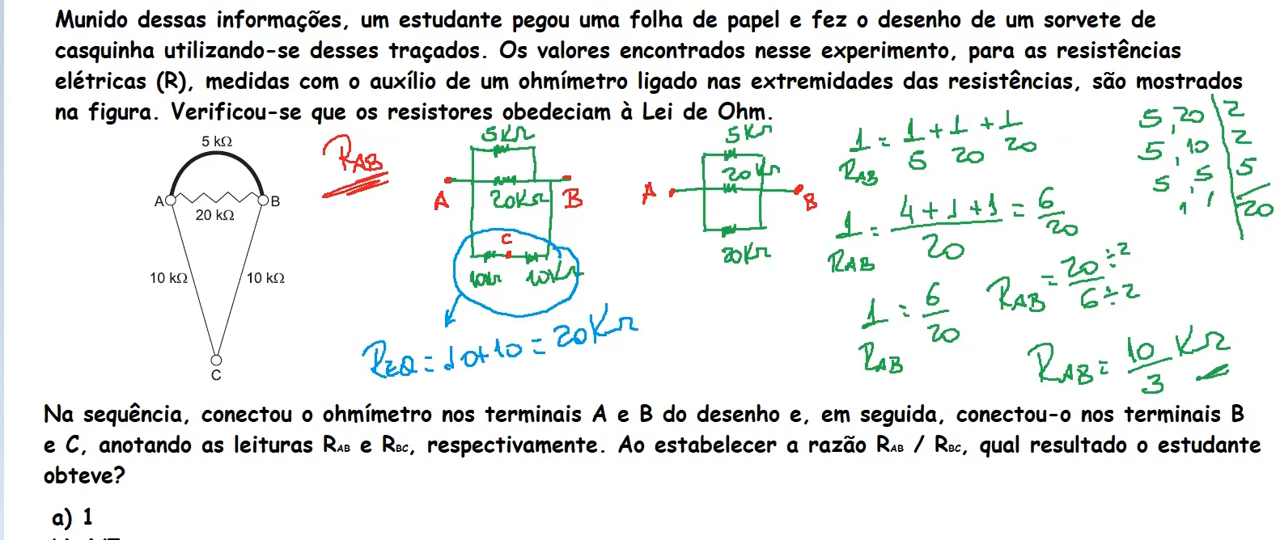 Munido dessas informações, um estudante pegou uma folha de papel e fez o desenho de um sorvete de
casquinha utilizando-se desses traçados. Os valores encontrados nesse experimento, para as resistências
elétricas (R), medidas com o auxílio de um ohmímetro ligado nas extremidades das resistências, são mostrados
na figura. Verificou-se que os resistores obedeciam à Lei de Ohm.
5 kΩ
A
B
20 kΩ
10 kΩ
10 kΩ
C
RAB
5KΩ
A
20KΩ
B
C
10KΩ
10KΩ
REQ = 10+10 = 20KΩ
5KΩ
20KΩ
A
B
20KΩ
1/RAB = 1/5 + 1/20 + 1/20
1/RAB = 4+1+1/20 = 6/20
1/RAB = 6/20
RAB = 20÷2/6÷2
RAB = 10/3 KΩ
5, 20 | 2
5, 10 | 2
5, 5 | 5
1, 1 | 20
Na sequência, conectou o ohmímetro nos terminais A e B do desenho e, em seguida, conectou-o nos terminais B
e C, anotando as leituras RAB e RBC, respectivamente. Ao estabelecer a razão RAB / RBC, qual resultado o estudante
obteve?
a) 1